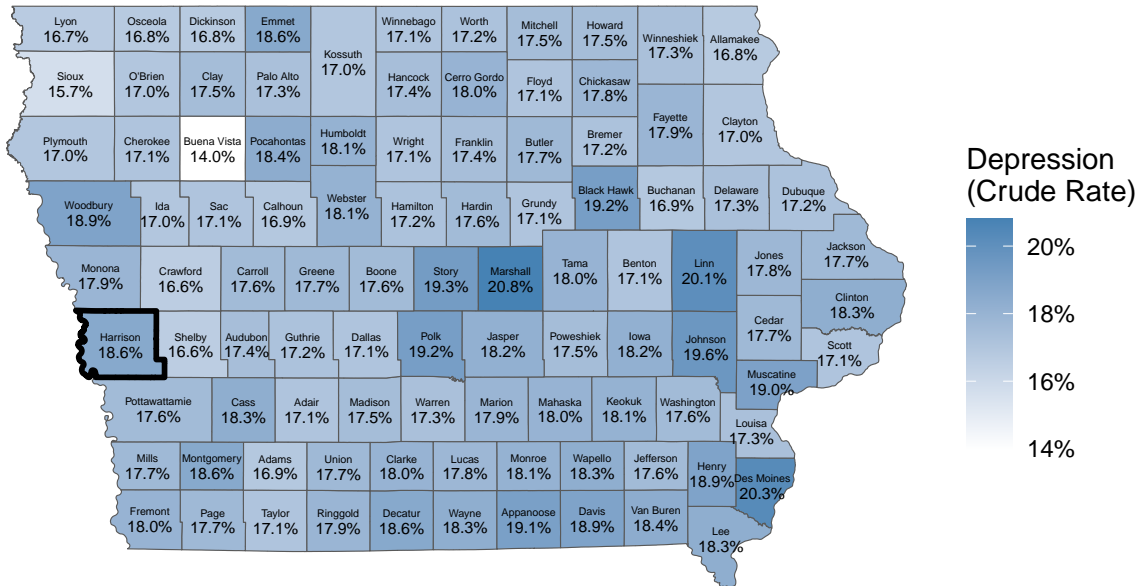 Lyon
16.7%
Osceola
16.8%
Dickinson
16.8%
Emmet
18.6%
Kossuth
17.0%
Winnebago
17.1%
Worth
17.2%
Mitchell
17.5%
Howard
17.5%
Winneshiek
17.3%
Allamakee
16.8%
Sioux
15.7%
O'Brien
17.0%
Clay
17.5%
Palo Alto
17.3%
Hancock
17.4%
Cerro Gordo
18.0%
Floyd
17.1%
Chickasaw
17.8%
Fayette
17.9%
Clayton
17.0%
Plymouth
17.0%
Cherokee
17.1%
Buena Vista
14.0%
Pocahontas
18.4%
Humboldt
18.1%
Wright
17.1%
Franklin
17.4%
Butler
17.7%
Bremer
17.2%
Woodbury
18.9%
Ida
17.0%
Sac
17.1%
Calhoun
16.9%
Webster
18.1%
Hamilton
17.2%
Hardin
17.6%
Grundy
17.1%
Black Hawk
19.2%
Buchanan
16.9%
Delaware
17.3%
Dubuque
17.2%
Monona
17.9%
Crawford
16.6%
Carroll
17.6%
Greene
17.7%
Boone
17.6%
Story
19.3%
Marshall
20.8%
Tama
18.0%
Benton
17.1%
Linn
20.1%
Jones
17.8%
Jackson
17.7%
Clinton
18.3%
Harrison
18.6%
Shelby
16.6%
Audubon
17.4%
Guthrie
17.2%
Dallas
17.1%
Polk
19.2%
Jasper
18.2%
Poweshiek
17.5%
Iowa
18.2%
Johnson
19.6%
Cedar
17.7%
Scott
17.1%
Muscatine
19.0%
Pottawattamie
17.6%
Cass
18.3%
Adair
17.1%
Madison
17.5%
Warren
17.3%
Marion
17.9%
Mahaska
18.0%
Keokuk
18.1%
Washington
17.6%
Louisa
17.3%
Mills
17.7%
Montgomery
18.6%
Adams
16.9%
Union
17.7%
Clarke
18.0%
Lucas
17.8%
Monroe
18.1%
Wapello
18.3%
Jefferson
17.6%
Henry
18.9%
Des Moines
20.3%
Fremont
18.0%
Page
17.7%
Taylor
17.1%
Ringgold
17.9%
Decatur
18.6%
Wayne
18.3%
Appanoose
19.1%
Davis
18.9%
Van Buren
18.4%
Lee
18.3%
Depression
(Crude Rate)
20%
18%
16%
14%